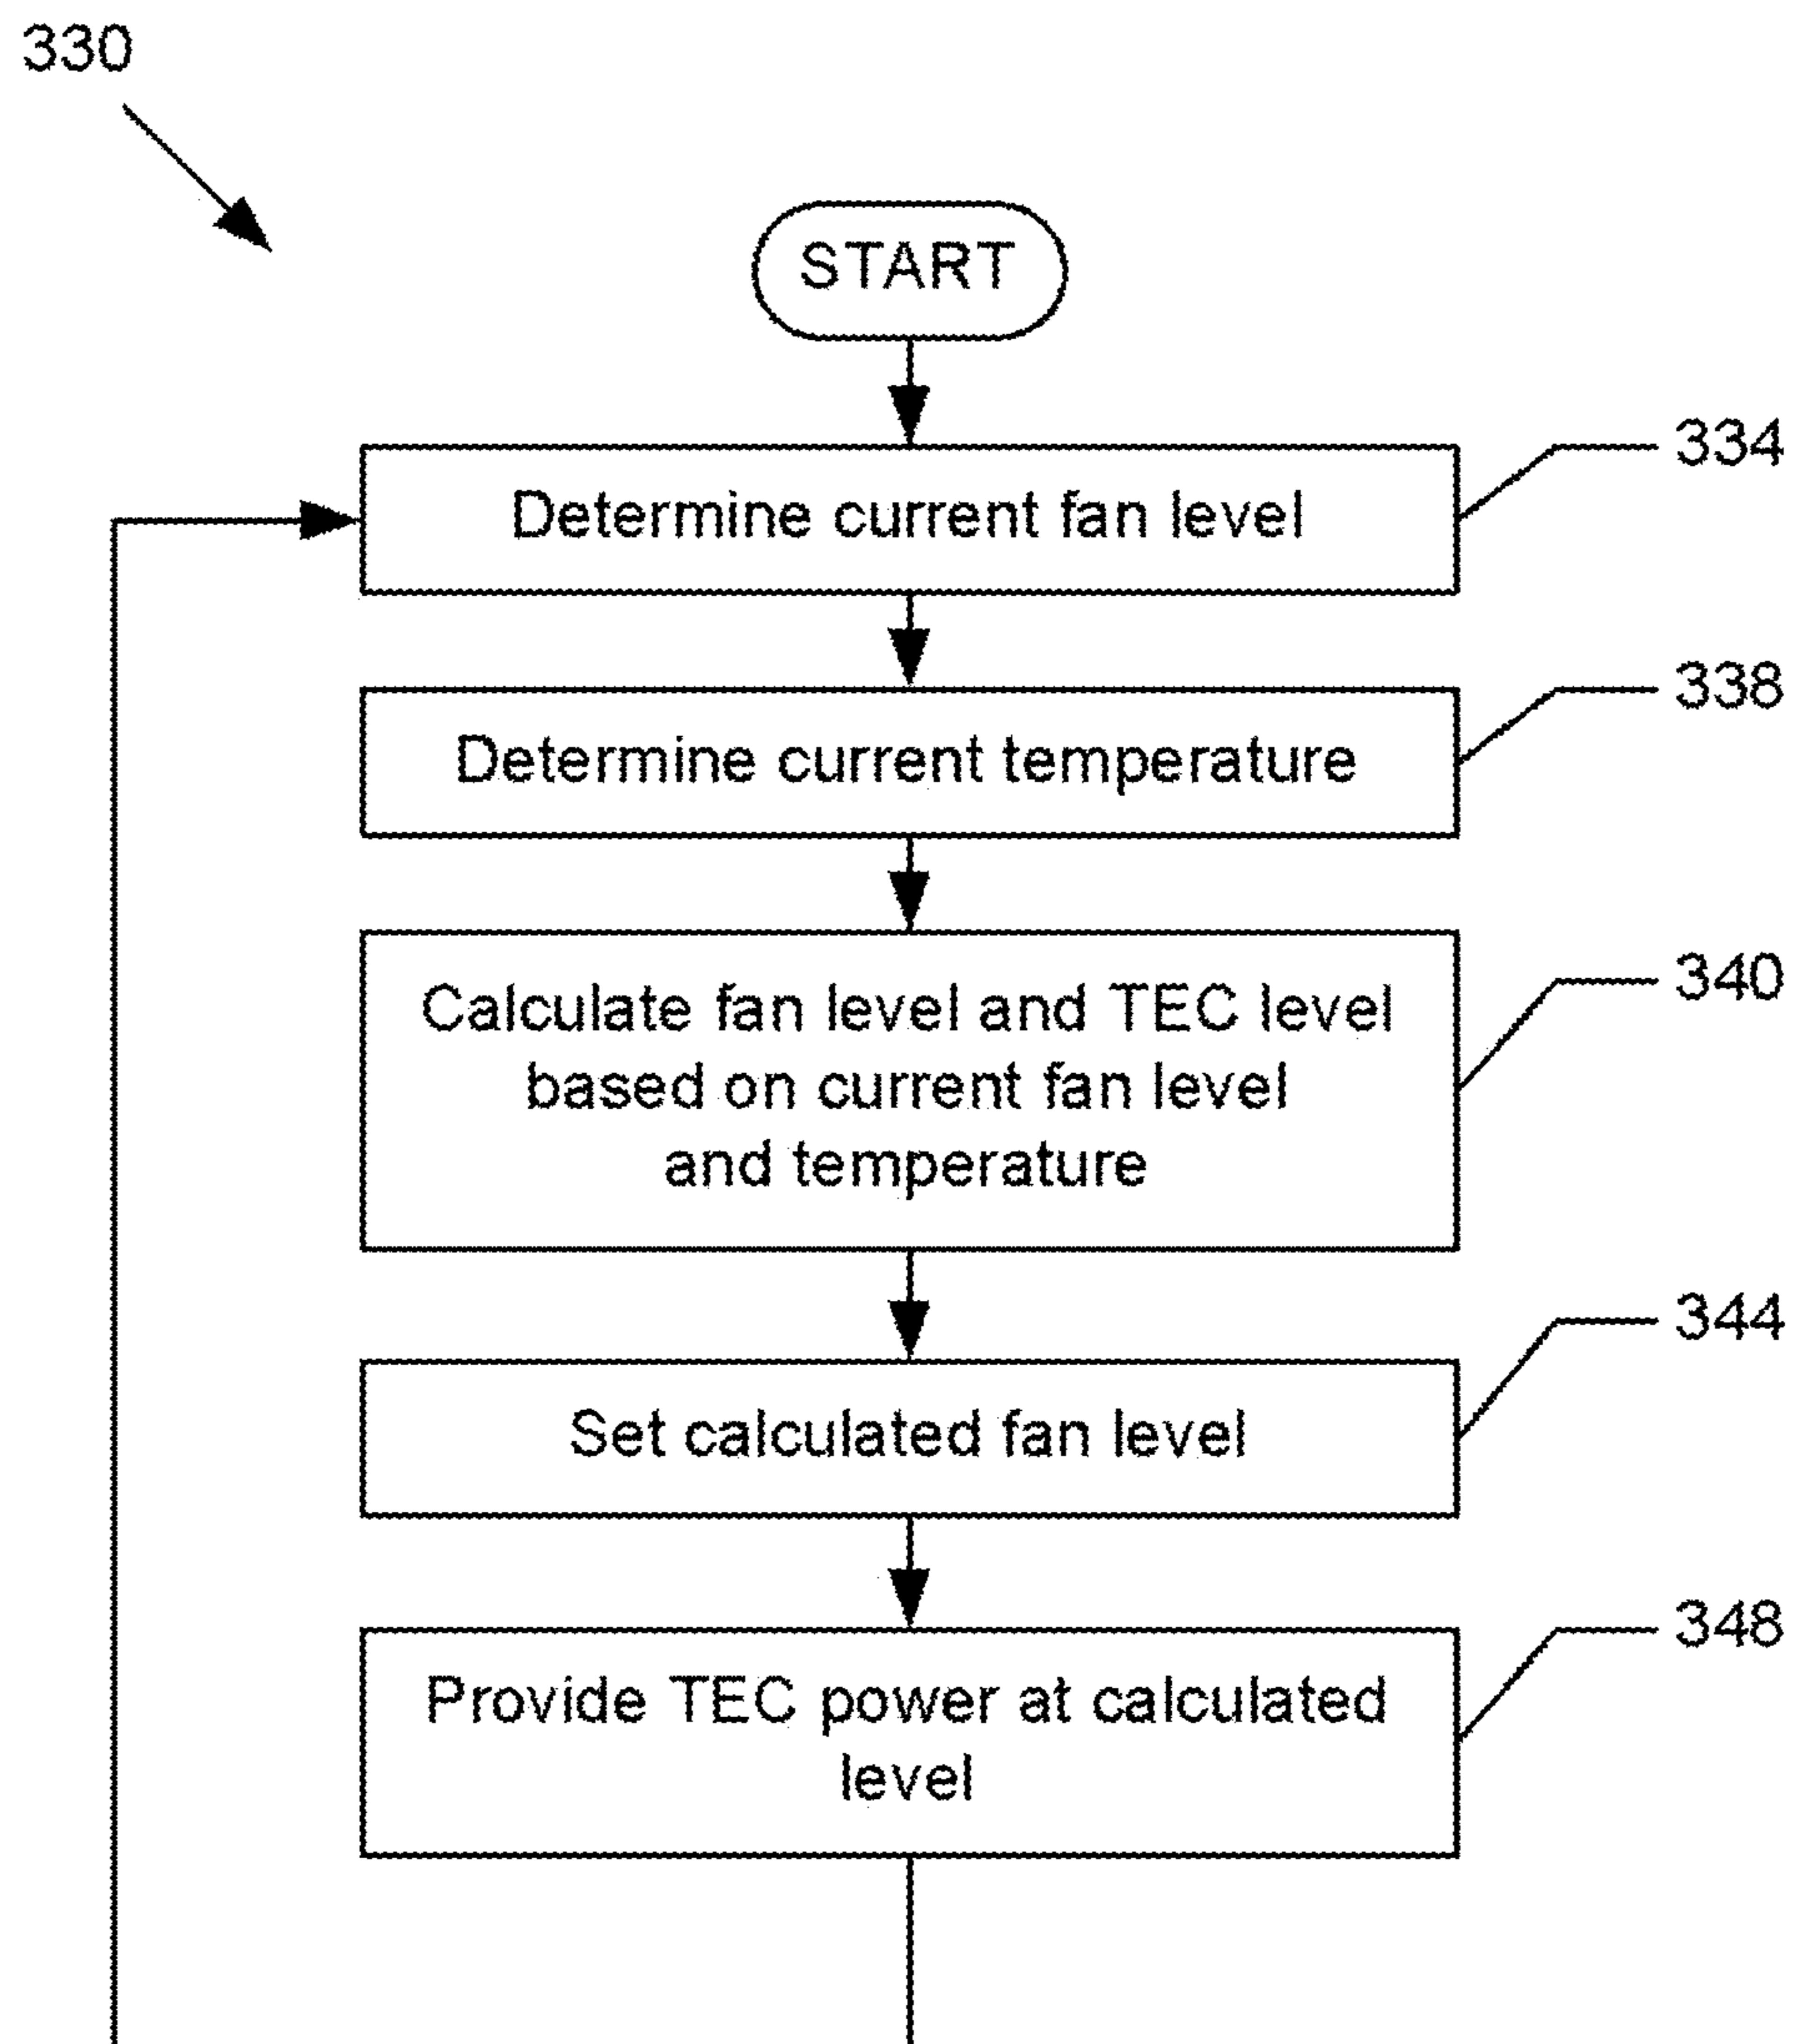 330
START
334
Determine current fan level
338
Determine current temperature
340
Calculate fan level and TEC level
based on current fan level
and temperature
344
Set calculated fan level
348
Provide TEC power at calculated
level